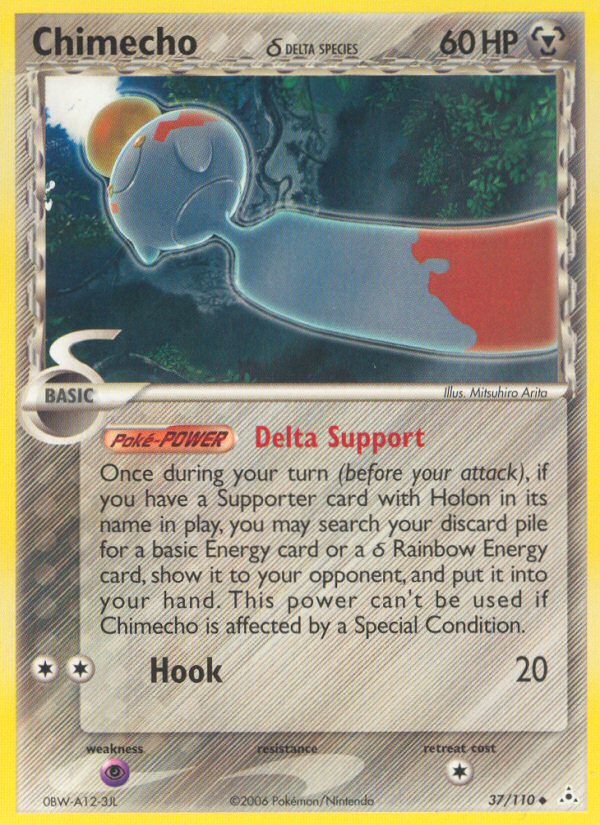 Chimecho δ DELTA SPECIES 60 HP
BASIC
Illus. Mitsuhiro Arita
Poké-POWER Delta Support
Once during your turn (before your attack), if
you have a Supporter card with Holon in its
name in play, you may search your discard pile
for a basic Energy card or a δ Rainbow Energy
card, show it to your opponent, and put it into
your hand. This power can't be used if
Chimecho is affected by a Special Condition.
Hook 20
weakness resistance retreat cost
0BW-A12-3JL ©2006 Pokémon/Nintendo 37/110